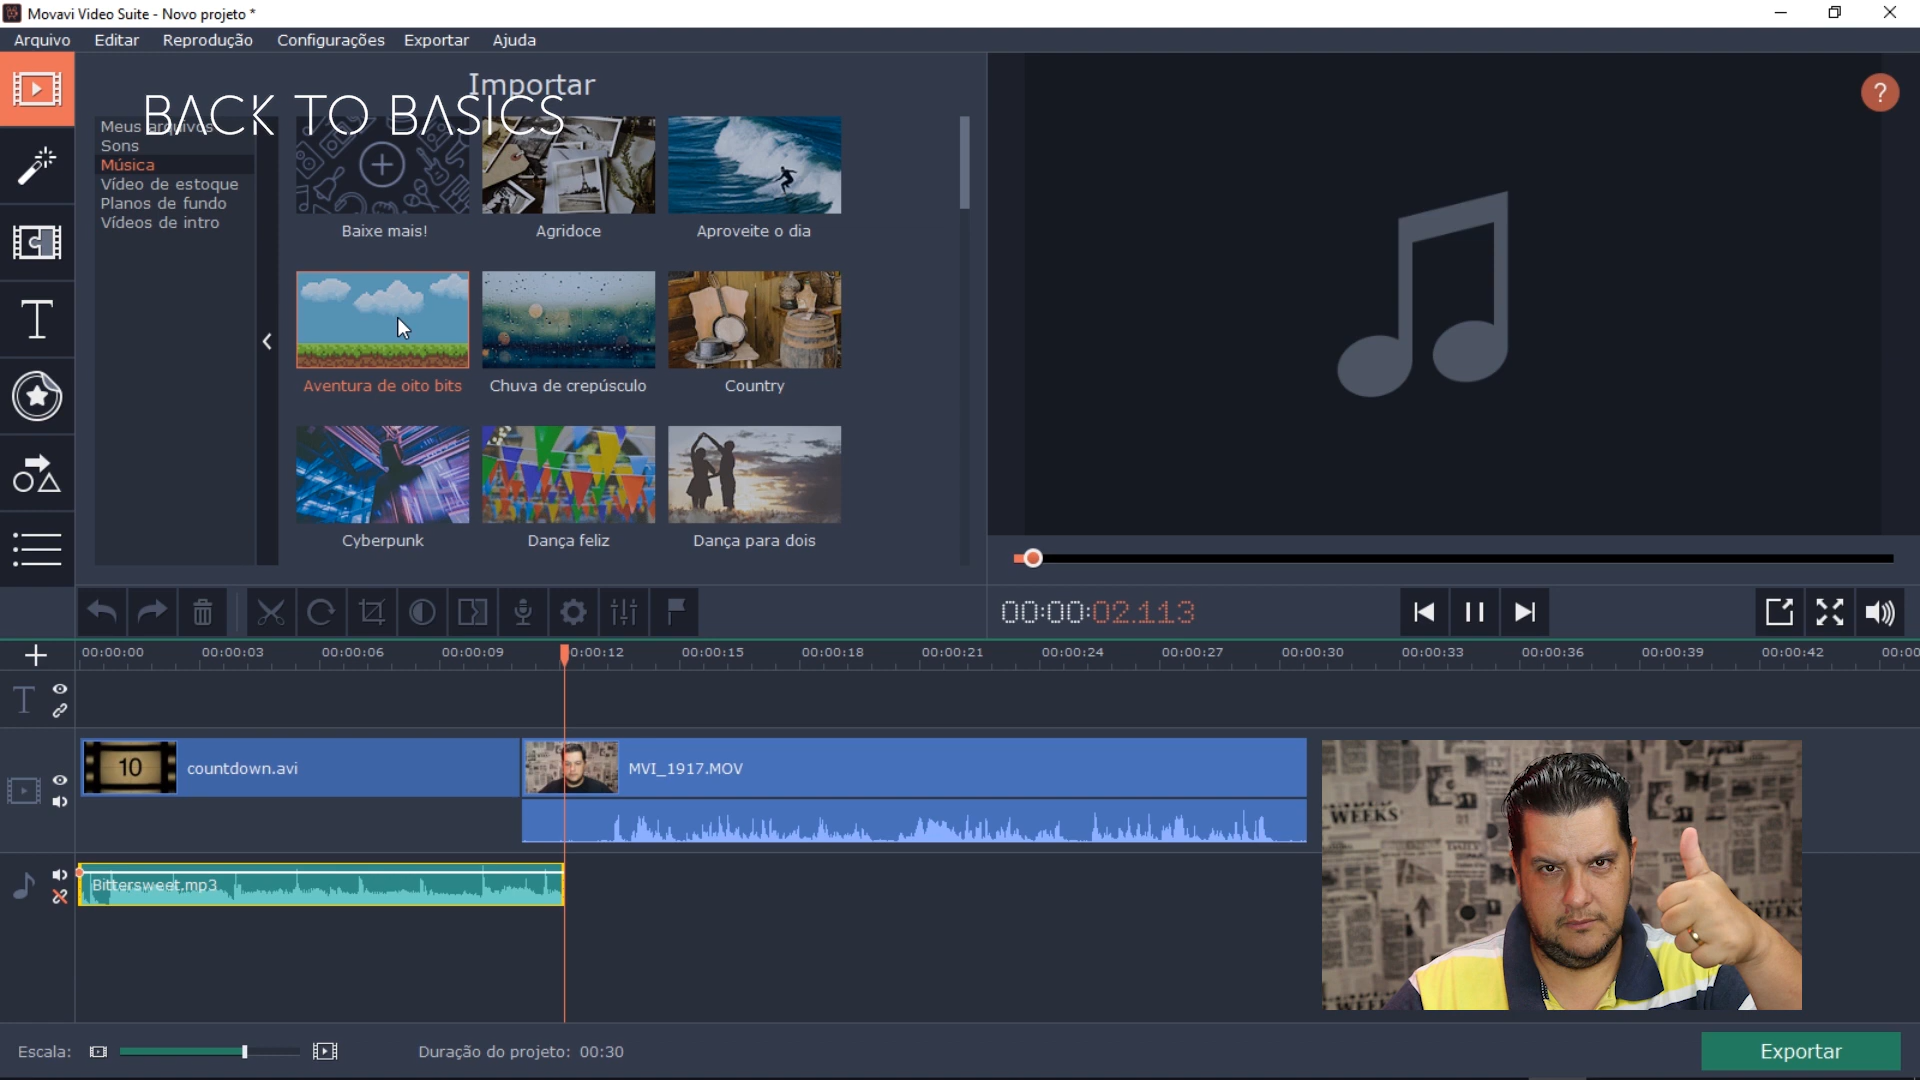 Movavi Video Suite - Novo projeto *
Arquivo Editar Reprodução Configurações Exportar Ajuda
Importar
BACK TO BASICS
Meus arquivos
Sons
Música
Vídeo de estoque
Planos de fundo
Vídeos de intro
Baixe mais!
Agridoce
Aproveite o dia
Aventura de oito bits
Chuva de crepúsculo
Country
Cyberpunk
Dança feliz
Dança para dois
?
00:00:02.113
00:00:00 00:00:03 00:00:06 00:00:09 00:00:12 00:00:15 00:00:18 00:00:21 00:00:24 00:00:27 00:00:30 00:00:33 00:00:36 00:00:39 00:00:42 00:00
T
10
countdown.avi
MVI_1917.MOV
WEEKS
Bittersweet.mp3
Escala:
Duração do projeto: 00:30
Exportar